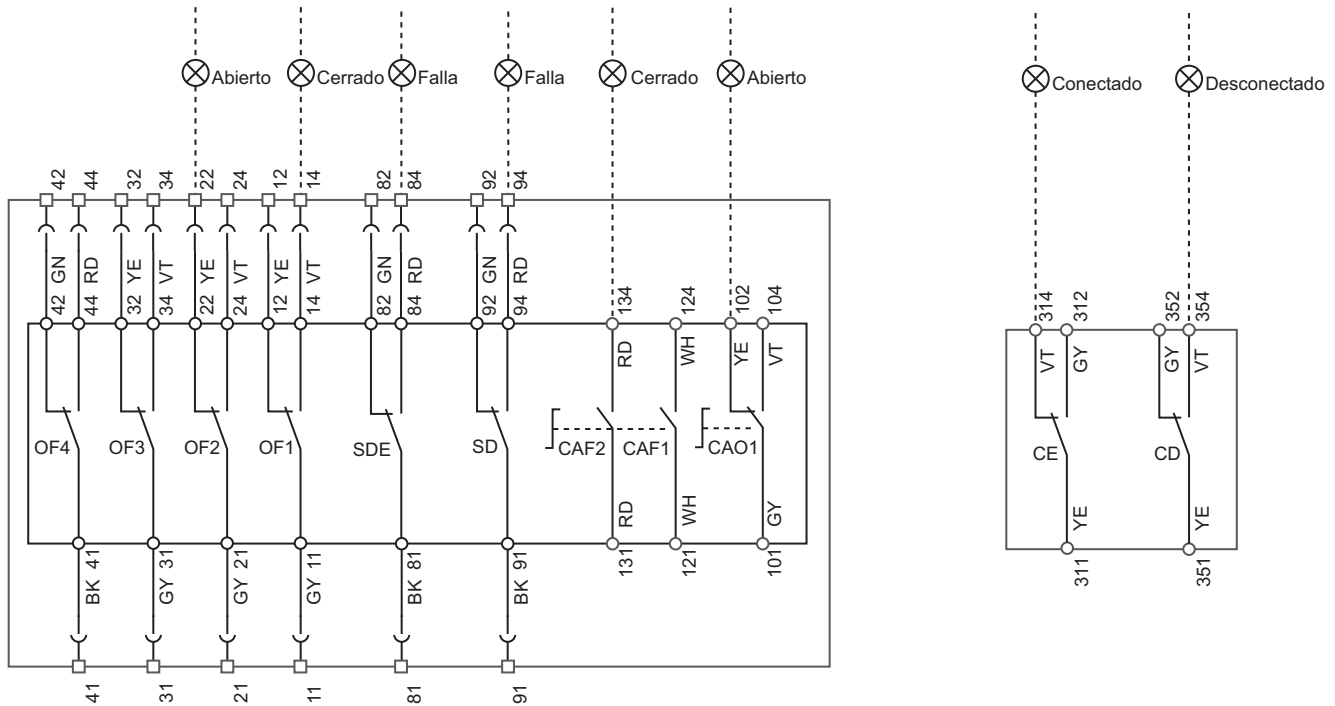 Abierto Cerrado Falla Falla Cerrado Abierto Conectado Desconectado
42 44 32 34 22 24 12 14 82 84 92 94
GN RD YE VT YE VT YE VT GN RD GN RD
42 44 32 34 22 24 12 14 82 84 92 94 134 124 102 104 314 312 352 354
RD WH YE VT VT GY GY VT
OF4 OF3 OF2 OF1 SDE SD CAF2 CAF1 CAO1 CE CD
RD WH GY YE YE
41 31 21 11 81 91 131 121 101 311 351
BK GY GY GY BK BK
41 31 21 11 81 91